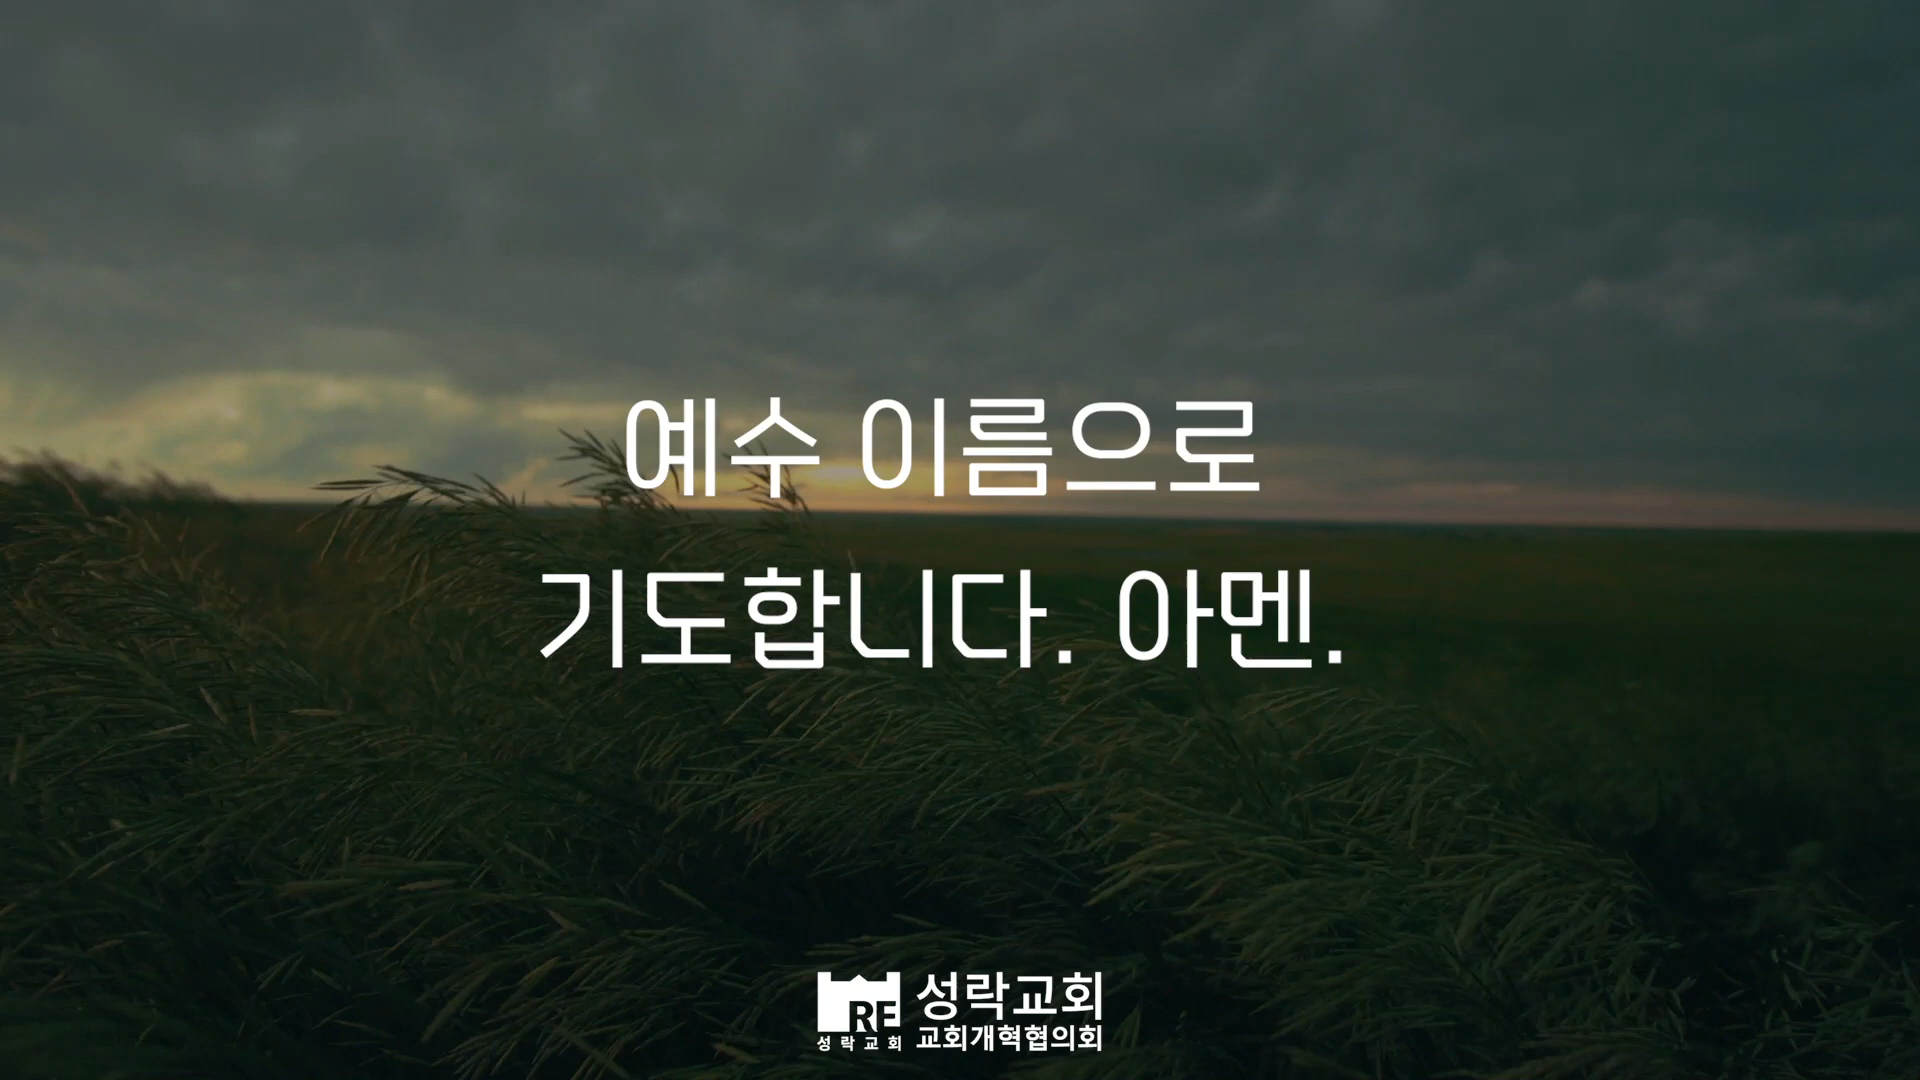 예수 이름으로
기도합니다. 아멘.
RE
성락교회
성락교회
교회개혁협의회